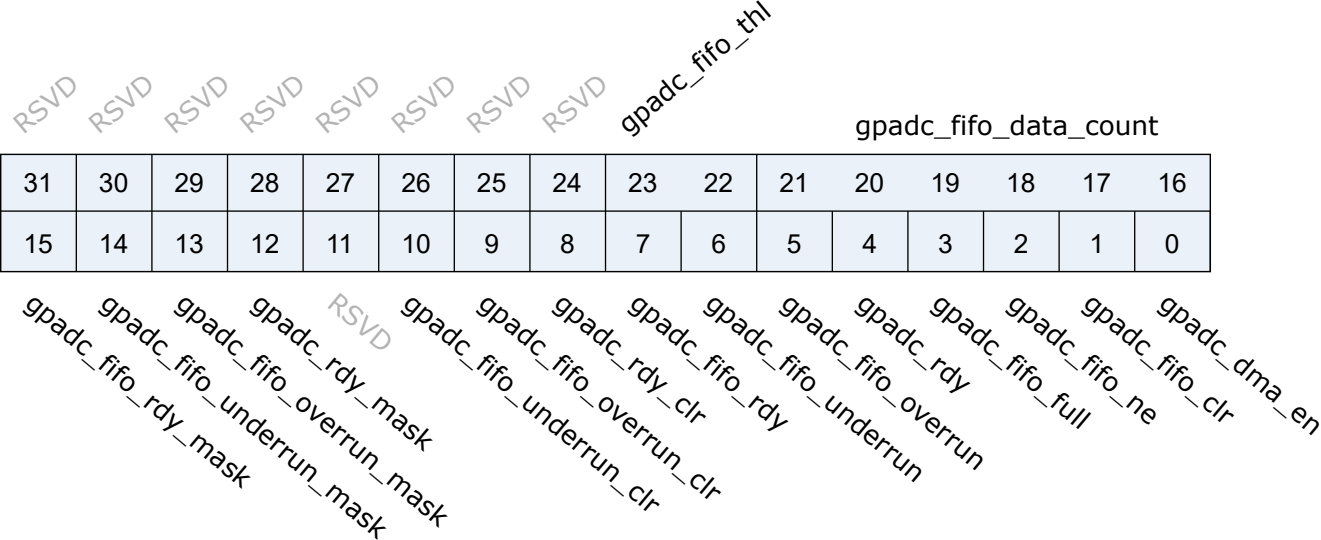 RSVD
RSVD
RSVD
RSVD
RSVD
RSVD
RSVD
RSVD
gpadc_fifo_thl
gpadc_fifo_data_count
31 30 29 28 27 26 25 24 23 22 21 20 19 18 17 16
15 14 13 12 11 10 9 8 7 6 5 4 3 2 1 0
gpadc_fifo_rdy_mask
gpadc_fifo_underrun_mask
gpadc_fifo_overrun_mask
gpadc_rdy_mask
RSVD
gpadc_fifo_underrun_clr
gpadc_fifo_overrun_clr
gpadc_rdy_clr
gpadc_fifo_rdy
gpadc_fifo_underrun
gpadc_fifo_overrun
gpadc_rdy
gpadc_fifo_full
gpadc_fifo_ne
gpadc_fifo_clr
gpadc_dma_en